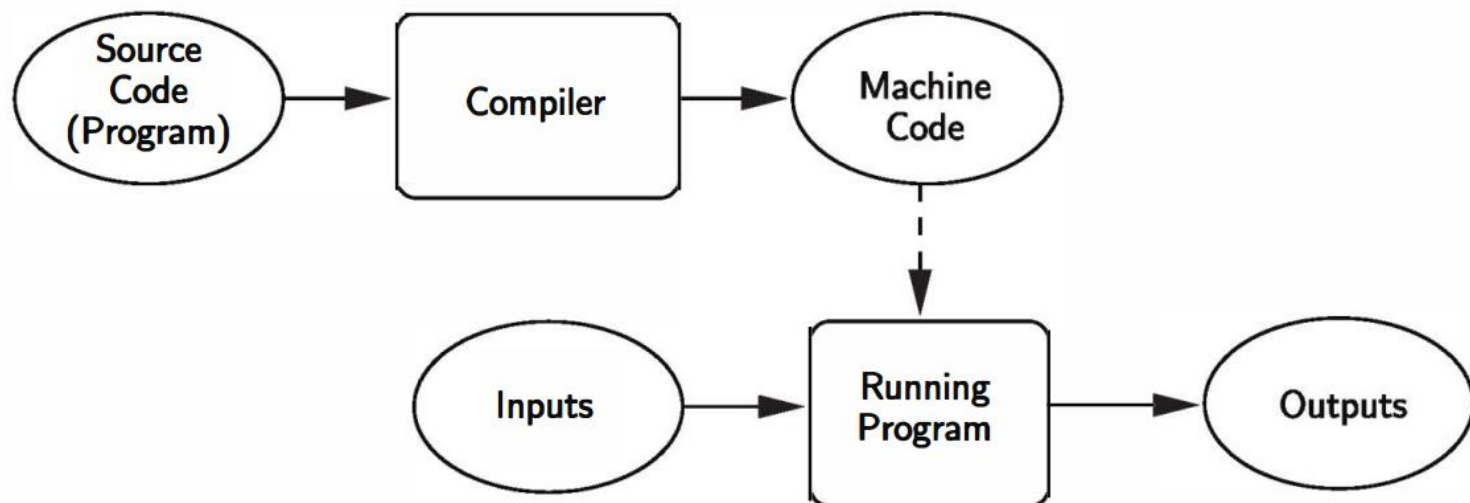 Source
Code
(Program)
Compiler
Machine
Code
Inputs
Running
Program
Outputs